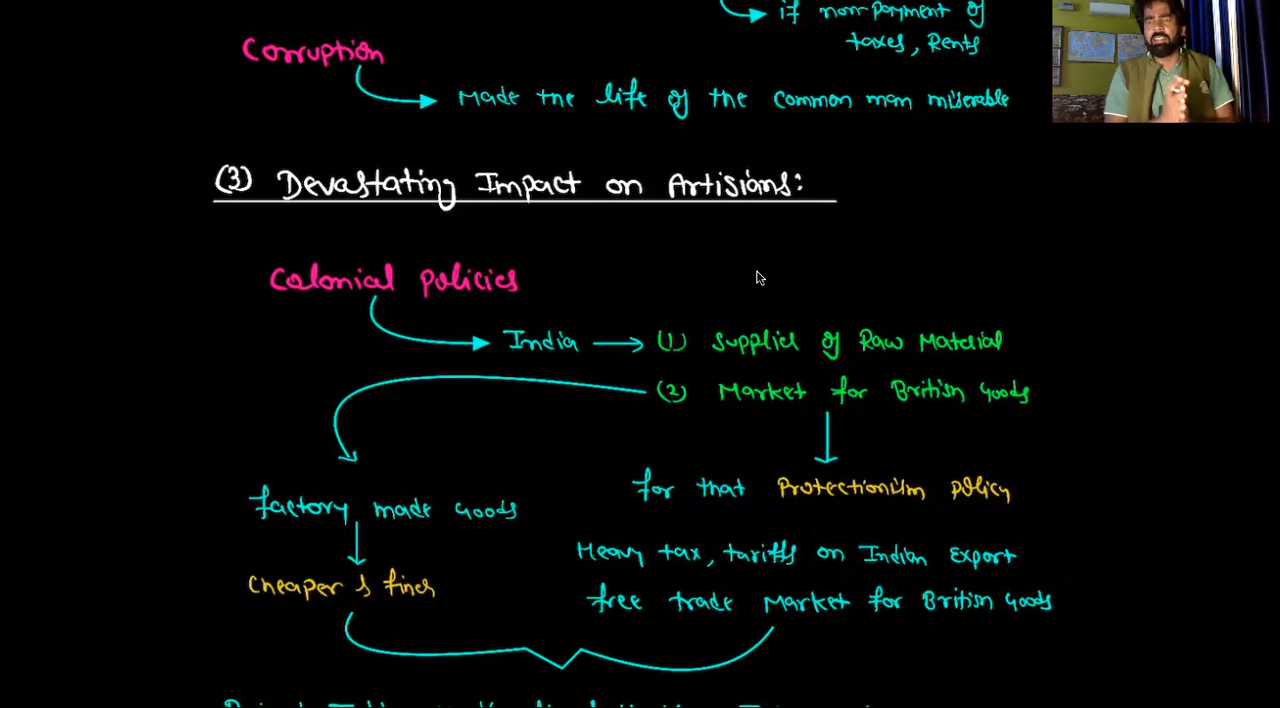 if non payment of
taxes, Rents
Corruption
Made the life of the common man miserable
(3) Devastating Impact on Artisians:
Colonial policies
India → (1) Supplier of Raw Material
(2) Market for British Goods
for that Protectionism policy
factory made Goods
Heavy tax, tariffs on Indian Export
Cheaper & finer
free trade Market for British Goods